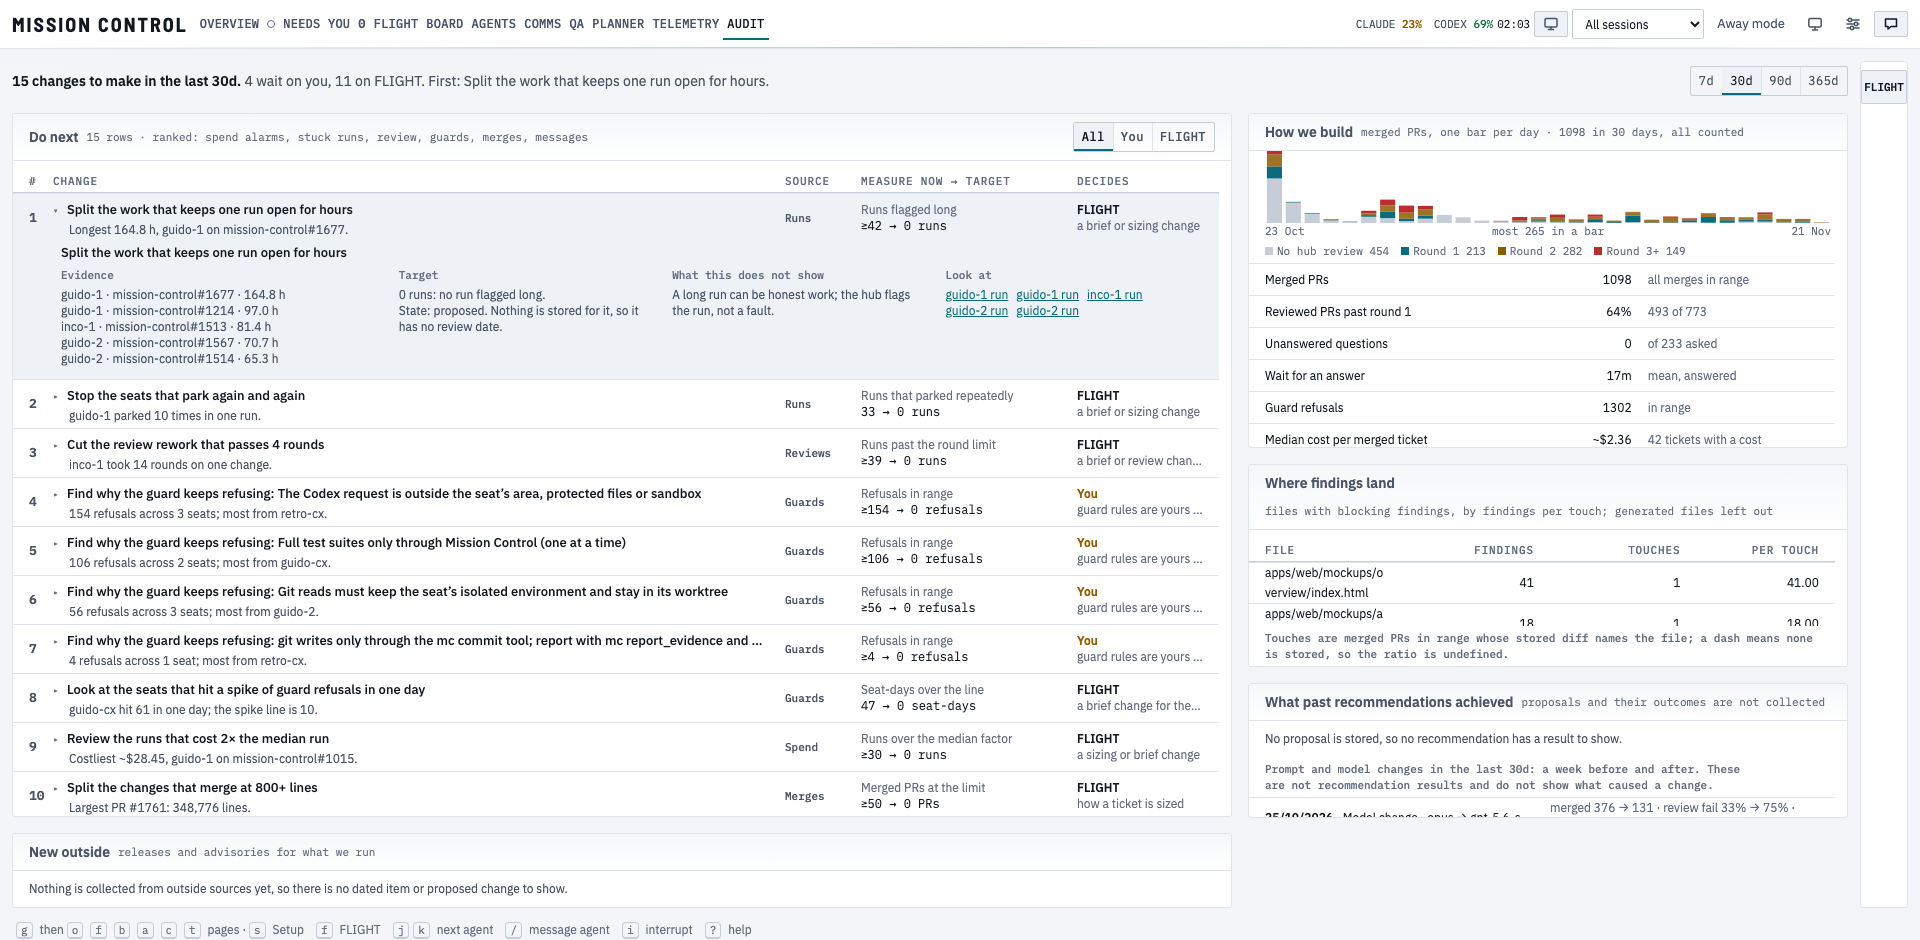 MISSION CONTROL OVERVIEW NEEDS YOU 0 FLIGHT BOARD AGENTS COMMS QA PLANNER TELEMETRY AUDIT CLAUDE 23% CODEX 69% 02:03 All sessions Away mode
15 changes to make in the last 30d. 4 wait on you, 11 on FLIGHT. First: Split the work that keeps one run open for hours.
7d 30d 90d 365d
FLIGHT
Do next 15 rows · ranked: spend alarms, stuck runs, review, guards, merges, messages
All You FLIGHT
# CHANGE SOURCE MEASURE NOW → TARGET DECIDES
1 Split the work that keeps one run open for hours Runs Runs flagged long FLIGHT
Longest 164.8 h, guido-1 on mission-control#1677. ≥42 → 0 runs a brief or sizing change
Split the work that keeps one run open for hours
Evidence Target What this does not show Look at
guido-1 · mission-control#1677 · 164.8 h 0 runs: no run flagged long. A long run can be honest work; the hub flags guido-1 run guido-1 run inco-1 run
guido-1 · mission-control#1214 · 97.0 h State: proposed. Nothing is stored for it, so it the run, not a fault. guido-2 run guido-2 run
inco-1 · mission-control#1513 · 81.4 h has no review date.
guido-2 · mission-control#1567 · 70.7 h
guido-2 · mission-control#1514 · 65.3 h
2 Stop the seats that park again and again Runs Runs that parked repeatedly FLIGHT
guido-1 parked 10 times in one run. 33 → 0 runs a brief or sizing change
3 Cut the review rework that passes 4 rounds Reviews Runs past the round limit FLIGHT
inco-1 took 14 rounds on one change. ≥39 → 0 runs a brief or review chan…
4 Find why the guard keeps refusing: The Codex request is outside the seat’s area, protected files or sandbox Guards Refusals in range You
154 refusals across 3 seats; most from retro-cx. ≥154 → 0 refusals guard rules are yours …
5 Find why the guard keeps refusing: Full test suites only through Mission Control (one at a time) Guards Refusals in range You
106 refusals across 2 seats; most from guido-cx. ≥106 → 0 refusals guard rules are yours …
6 Find why the guard keeps refusing: Git reads must keep the seat’s isolated environment and stay in its worktree Guards Refusals in range You
56 refusals across 3 seats; most from guido-2. ≥56 → 0 refusals guard rules are yours …
7 Find why the guard keeps refusing: git writes only through the mc commit tool; report with mc report_evidence and … Guards Refusals in range You
4 refusals across 1 seat; most from retro-cx. ≥4 → 0 refusals guard rules are yours …
8 Look at the seats that hit a spike of guard refusals in one day Guards Seat-days over the line FLIGHT
guido-cx hit 61 in one day; the spike line is 10. 47 → 0 seat-days a brief change for the…
9 Review the runs that cost 2× the median run Spend Runs over the median factor FLIGHT
Costliest ~$28.45, guido-1 on mission-control#1015. ≥30 → 0 runs a sizing or brief change
10 Split the changes that merge at 800+ lines Merges Merged PRs at the limit FLIGHT
Largest PR #1761: 348,776 lines. ≥50 → 0 PRs how a ticket is sized
New outside releases and advisories for what we run
Nothing is collected from outside sources yet, so there is no dated item or proposed change to show.
How we build merged PRs, one bar per day · 1098 in 30 days, all counted
23 Oct most 265 in a bar 21 Nov
No hub review 454 Round 1 213 Round 2 282 Round 3+ 149
Merged PRs 1098 all merges in range
Reviewed PRs past round 1 64% 493 of 773
Unanswered questions 0 of 233 asked
Wait for an answer 17m mean, answered
Guard refusals 1302 in range
Median cost per merged ticket ~$2.36 42 tickets with a cost
Where findings land
files with blocking findings, by findings per touch; generated files left out
FILE FINDINGS TOUCHES PER TOUCH
apps/web/mockups/o
verview/index.html 41 1 41.00
apps/web/mockups/a 18 1 18.00
Touches are merged PRs in range whose stored diff names the file; a dash means none
is stored, so the ratio is undefined.
What past recommendations achieved proposals and their outcomes are not collected
No proposal is stored, so no recommendation has a result to show.
Prompt and model changes in the last 30d: a week before and after. These
are not recommendation results and do not show what caused a change.
merged 376 → 131 · review fail 33% → 75% ·
25/10/2026 Model change
g then o f b a c t pages · s Setup f FLIGHT j k next agent / message agent i interrupt ? help